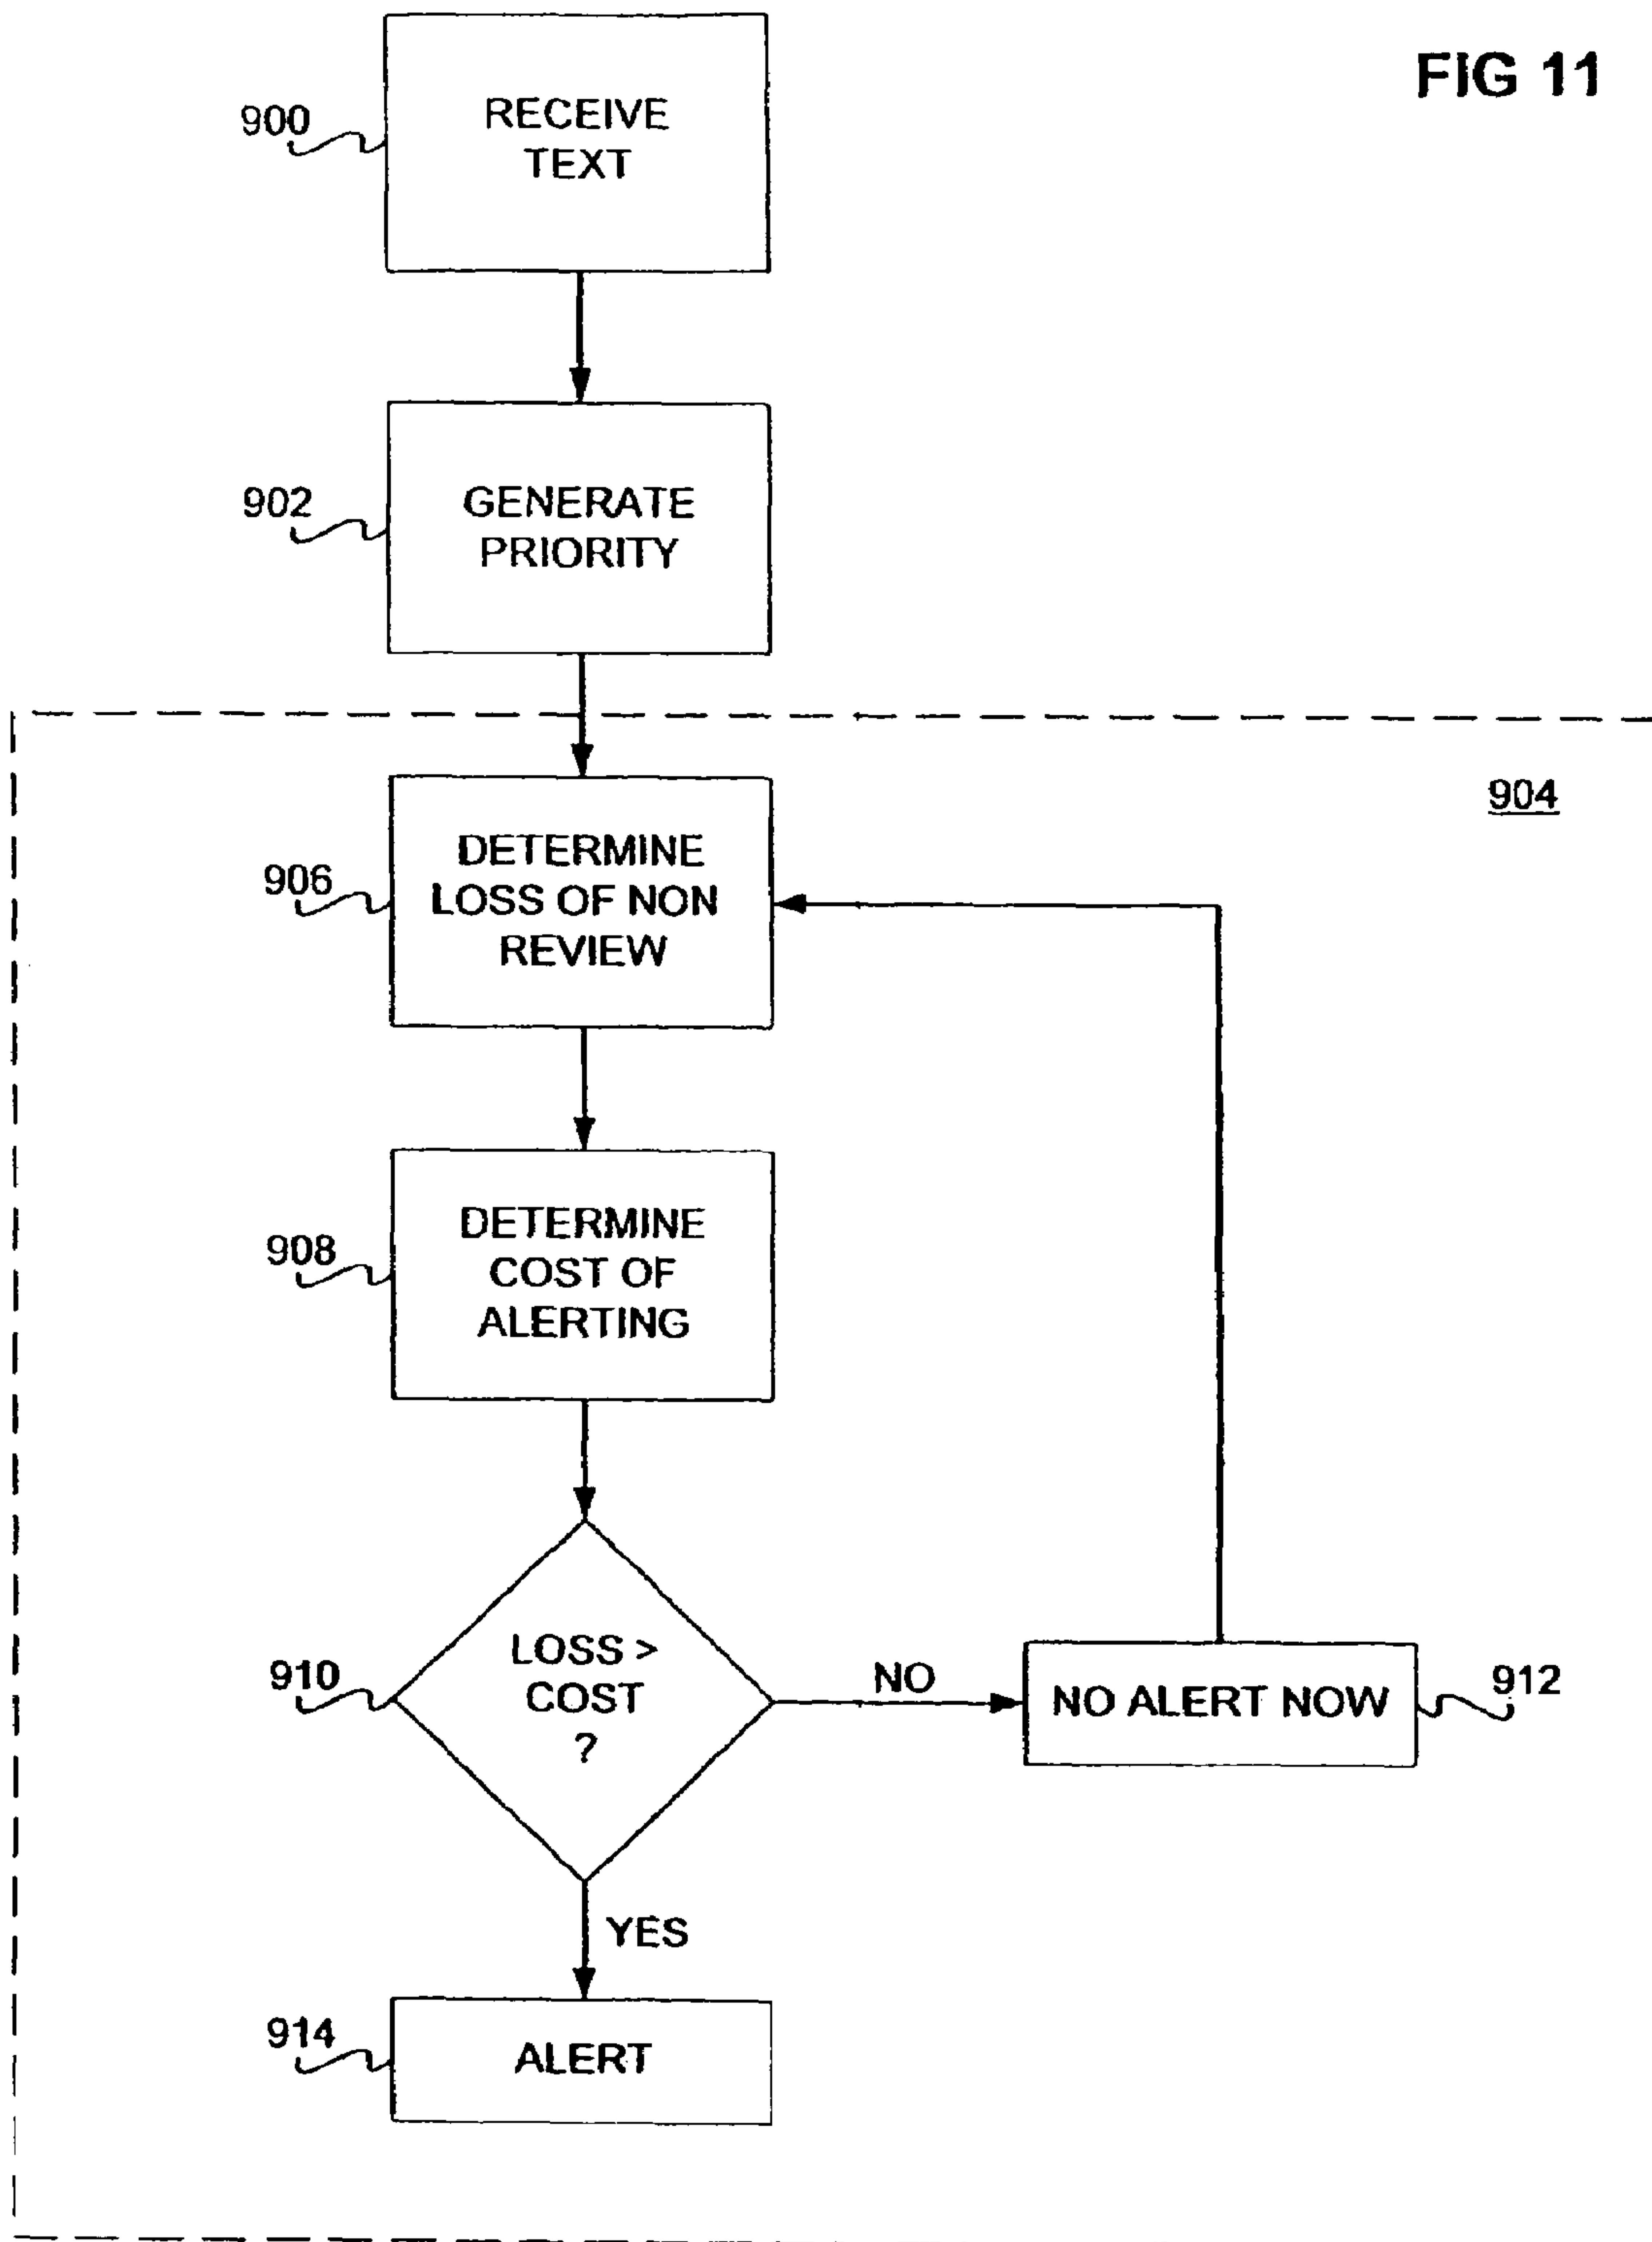 FIG 11
900
RECEIVE
TEXT
902
GENERATE
PRIORITY
904
906
DETERMINE
LOSS OF NON
REVIEW
908
DETERMINE
COST OF
ALERTING
910
LOSS >
COST
?
NO
NO ALERT NOW
912
YES
914
ALERT